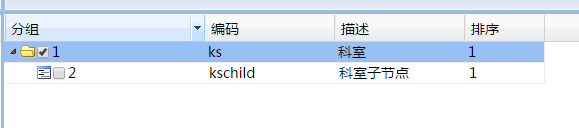 分组 编码 描述 排序
1 ks 科室 1
2 kschild 科室子节点 1